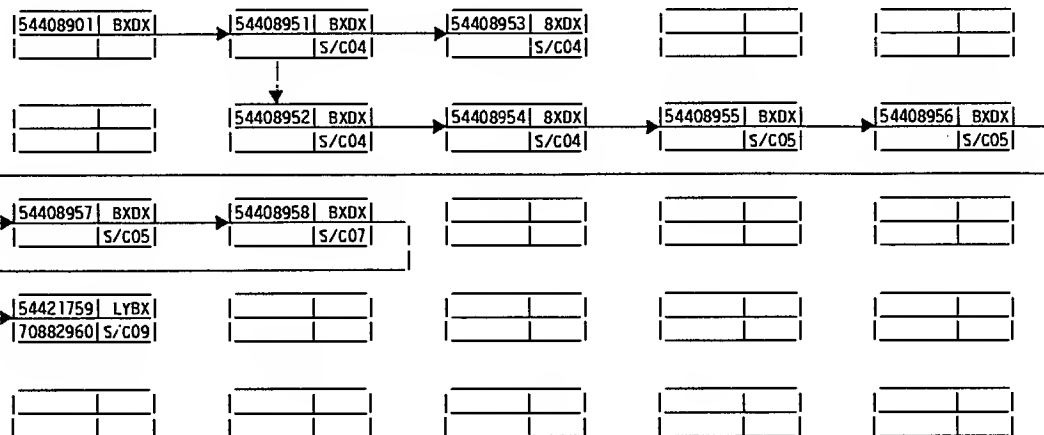 54408901 BXDX 54408951 BXDX 54408953 8XDX
S/C04 S/C04
54408952 BXDX 54408954 8XDX 54408955 BXDX 54408956 BXDX
S/C04 S/C04 S/C05 S/C05
54408957 BXDX 54408958 BXDX
S/C05 S/C07
54421759 LYBX
70882960 S/C09